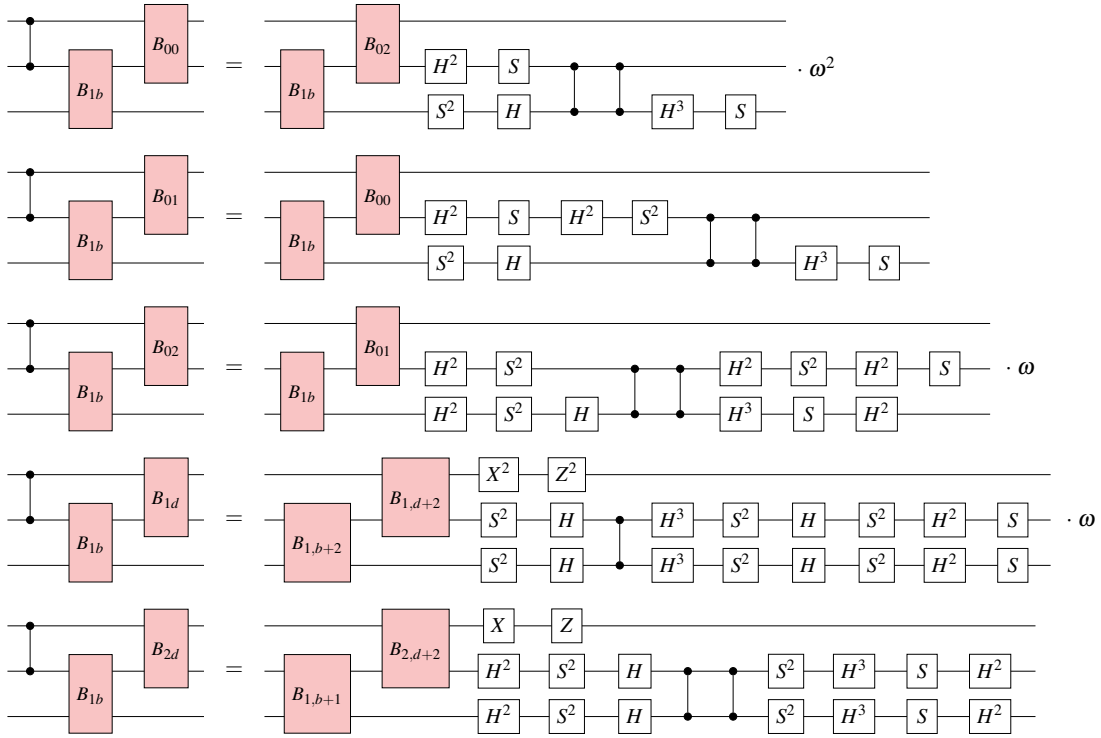 B₀₀ B₀₂
B₁b = B₁b H² S · ω²
S² H H³ S
B₀₁ B₀₀
B₁b = B₁b H² S H² S²
S² H H³ S
B₀₂ B₀₁
B₁b = B₁b H² S² H² S² H² S · ω
H² S² H H³ S H²
B₁d B₁,d+2 X² Z²
B₁b = B₁,b+2 S² H H³ S² H S² H² S · ω
S² H H³ S² H S² H² S
B₂d B₂,d+2 X Z
B₁b = B₁,b+1 H² S² H S² H³ S H²
H² S² H S² H³ S H²